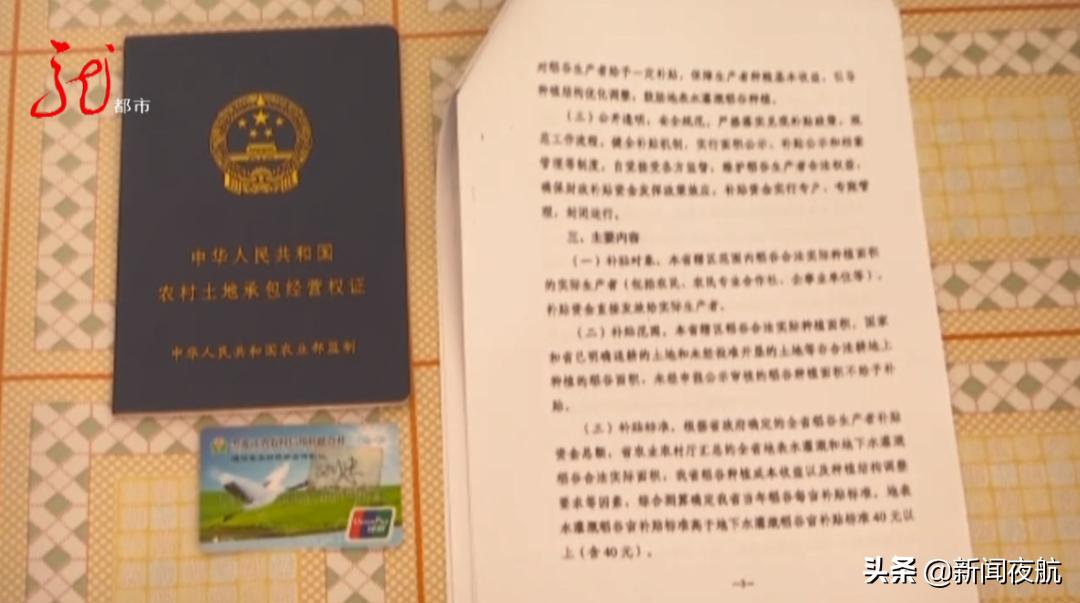 龙
都市
中华人民共和国
农村土地承包经营权证
中华人民共和国农业部监制
UnionPay
银联
对稻谷生产者给予一定补贴，保障生产者种粮基本收益，引导
种植结构优化调整，鼓励地表水灌溉稻谷种植。
（三）公开透明，安全规范。严格落实兑现补贴政策，规
范工作流程，健全补贴机制，实行面积公示、补贴公示和档案
管理等制度，自觉接受各方监督，维护稻谷生产者合法权益，
确保财政补贴资金发挥政策效应，补贴资金实行专户、专账管
理，封闭运行。
三、主要内容
（一）补贴对象。本省辖区范围内稻谷合法实际种植面积
的实际生产者（包括农民、农民专业合作社、企事业单位等），
补贴资金直接发放给实际生产者。
（二）补贴范围。本省辖区稻谷合法实际种植面积。国家
和省已明确退耕的土地和未经批准开垦的土地等非合法耕地上
种植的稻谷面积，未经申报公示审核的稻谷种植面积不给予补
贴。
（三）补贴标准。根据省政府确定的全省稻谷生产者补贴
资金总额，省农业农村厅汇总的全省地表水灌溉和地下水灌溉
稻谷合法实际面积，我省稻谷种植成本收益以及种植结构调整
要求等因素，综合测算确定我省当年稻谷每亩补贴标准，地表
水灌溉稻谷亩补贴标准高于地下水灌溉稻谷亩补贴标准40元以
上（含40元）。
头条 @新闻夜航